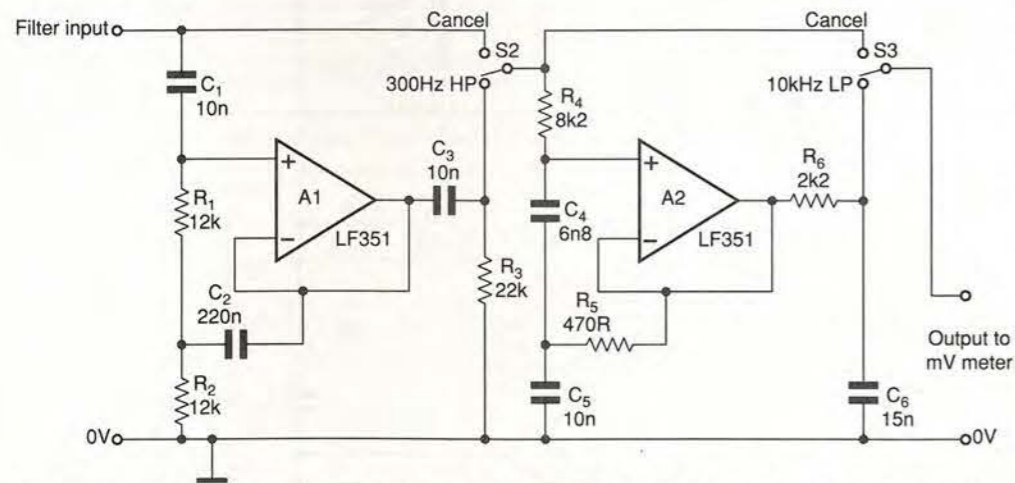 Cancel
Cancel
Filter input
S2
S3
C1
10n
300Hz HP
10kHz LP
R4
8k2
C3
10n
R6
2k2
+
A1
−
LF351
+
A2
−
LF351
R1
12k
C4
6n8
R3
22k
C2
220n
R5
470R
Output to
mV meter
R2
12k
C5
10n
C6
15n
0V
0V